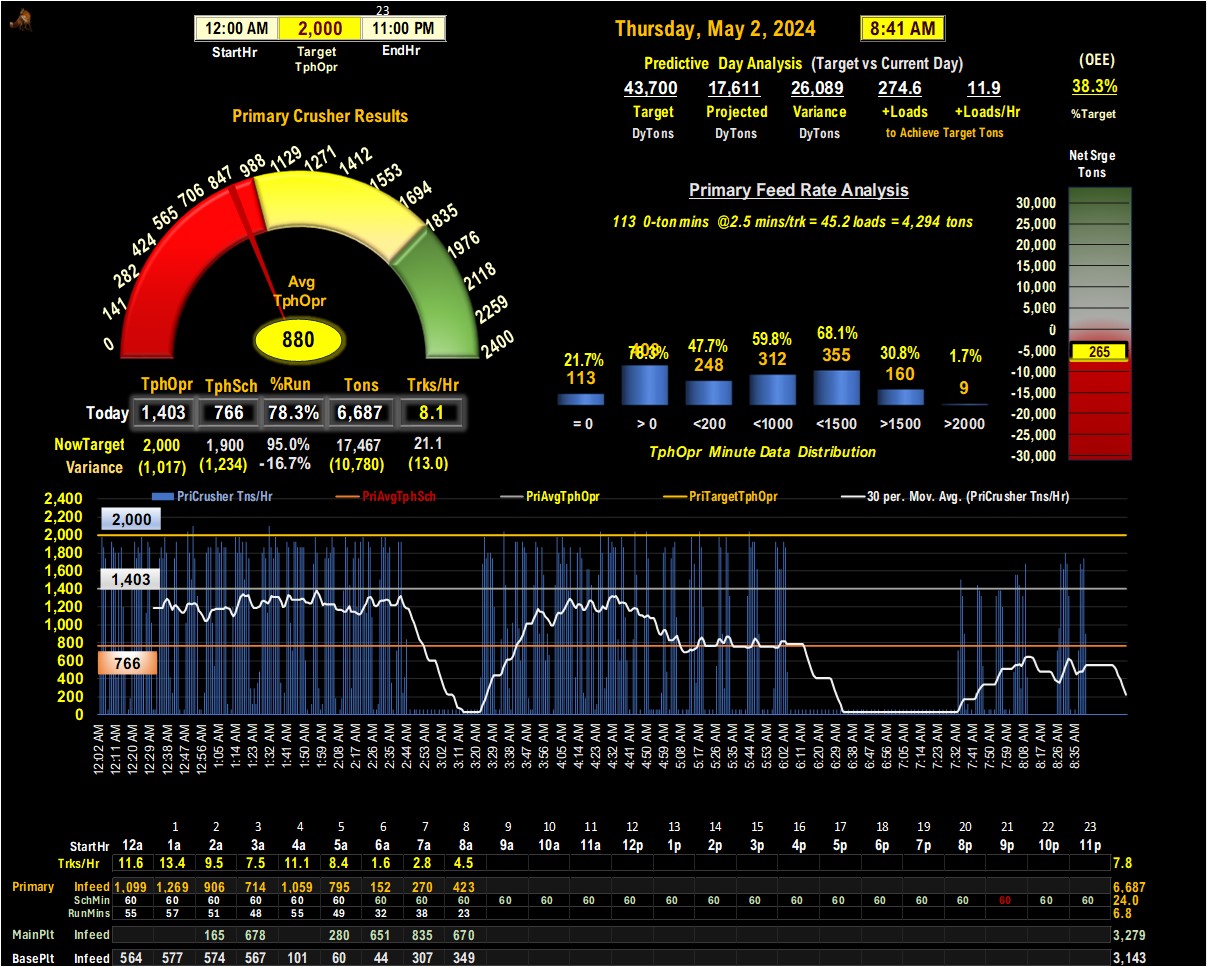 23
12:00 AM 2,000 11:00 PM
StartHr Target TphOpr EndHr
Thursday, May 2, 2024 8:41 AM
Predictive Day Analysis (Target vs Current Day)
43,700 17,611 26,089 274.6 11.9
Target Projected Variance +Loads +Loads/Hr
DyTons DyTons DyTons to Achieve Target Tons
(OEE)
38.3%
%Target
Primary Crusher Results
0 141 282 424 565 706 847 988 1129 1271 1412 1553 1694 1835 1976 2118 2259 2400
Avg
TphOpr
880
TphOpr TphSch %Run Tons Trks/Hr
Today 1,403 766 78.3% 6,687 8.1
NowTarget 2,000 1,900 95.0% 17,467 21.1
Variance (1,017) (1,234) -16.7% (10,780) (13.0)
Primary Feed Rate Analysis
113 0-ton mins @2.5 mins/trk = 45.2 loads = 4,294 tons
21.7% 78.3% 47.7% 59.8% 68.1% 30.8% 1.7%
113 248 312 355 160 9
= 0 > 0 <200 <1000 <1500 >1500 >2000
TphOpr Minute Data Distribution
Net Srge
Tons
30,000
25,000
20,000
15,000
10,000
5,000
0
-5,000
265
-10,000
-15,000
-20,000
-25,000
-30,000
PriCrusher Tns/Hr PriAvgTphSch PriAvgTphOpr PriTargetTphOpr 30 per. Mov. Avg. (PriCrusher Tns/Hr)
2,400
2,200
2,000
1,800
1,600
1,400
1,200
1,000
800
600
400
200
0
2,000
1,403
766
12:02 AM 12:11 AM 12:20 AM 12:29 AM 12:38 AM 12:47 AM 12:56 AM 1:05 AM 1:14 AM 1:23 AM 1:32 AM 1:41 AM 1:50 AM 1:59 AM 2:08 AM 2:17 AM 2:26 AM 2:35 AM 2:44 AM 2:53 AM 3:02 AM 3:11 AM 3:20 AM 3:29 AM 3:38 AM 3:47 AM 3:56 AM 4:05 AM 4:14 AM 4:23 AM 4:32 AM 4:41 AM 4:50 AM 4:59 AM 5:08 AM 5:17 AM 5:26 AM 5:35 AM 5:44 AM 5:53 AM 6:02 AM 6:11 AM 6:20 AM 6:29 AM 6:38 AM 6:47 AM 6:56 AM 7:05 AM 7:14 AM 7:23 AM 7:32 AM 7:41 AM 7:50 AM 7:59 AM 8:08 AM 8:17 AM 8:26 AM 8:35 AM
1 2 3 4 5 6 7 8 9 10 11 12 13 14 15 16 17 18 19 20 21 22 23
StartHr 12a 1a 2a 3a 4a 5a 6a 7a 8a 9a 10a 11a 12p 1p 2p 3p 4p 5p 6p 7p 8p 9p 10p 11p
Trks/Hr 11.6 13.4 9.5 7.5 11.1 8.4 1.6 2.8 4.5 7.8
Primary Infeed 1,099 1,269 906 714 1,059 795 152 270 423 6,687
SchMin 60 60 60 60 60 60 60 60 60 60 60 60 60 60 60 60 60 60 60 60 60 60 60 60 24.0
RunMins 55 57 51 48 55 49 32 38 23 6.8
MainPlt Infeed 165 678 280 651 835 670 3,279
BasePlt Infeed 564 577 574 567 101 60 44 307 349 3,143